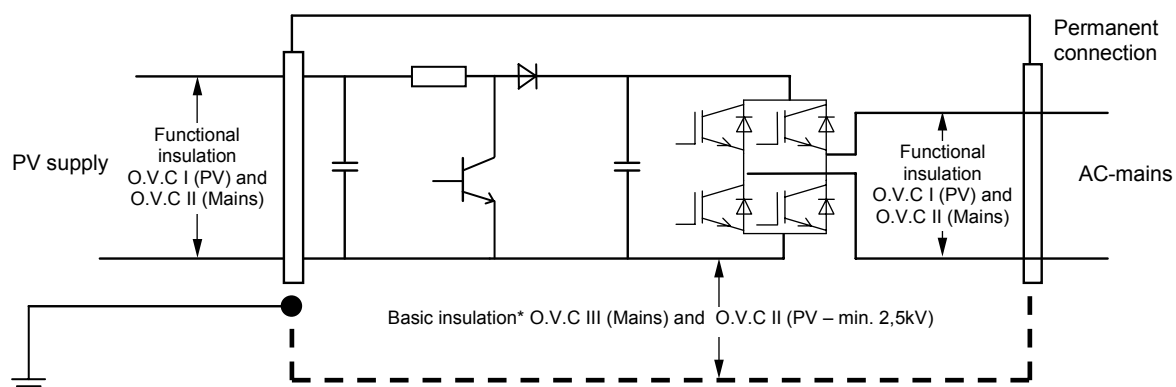 Permanent
connection
PV supply
Functional
insulation
O.V.C I (PV) and
O.V.C II (Mains)
Functional
insulation
O.V.C I (PV) and
O.V.C II (Mains)
AC-mains
Basic insulation* O.V.C III (Mains) and O.V.C II (PV – min. 2,5kV)